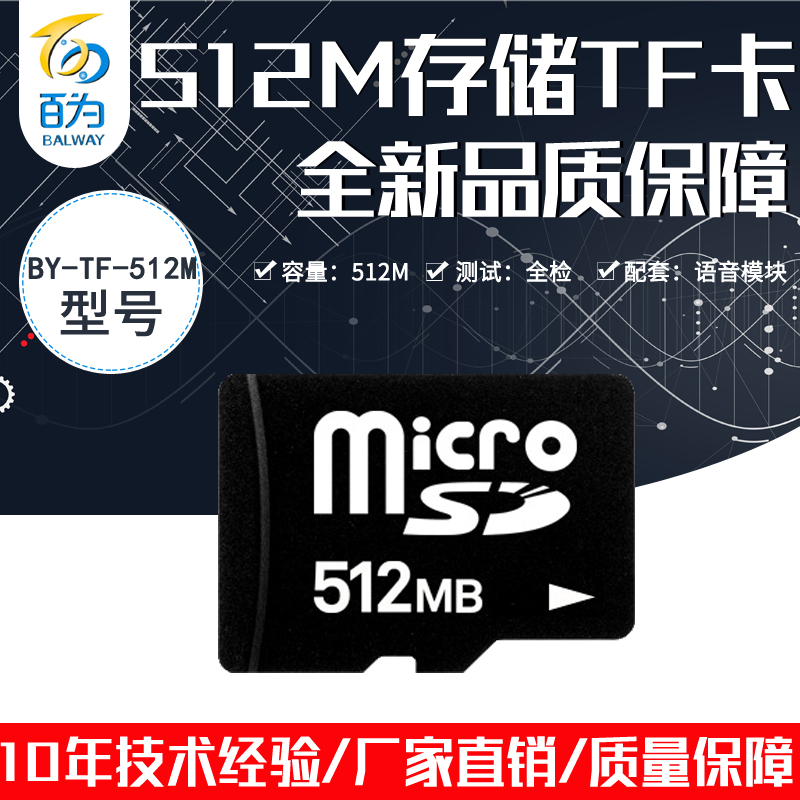 百为
BALWAY
512M存储TF卡
全新品质保障
BY-TF-512M
型号
容量：512M
测试：全检
配套：语音模块
micro
SD
512MB
10年技术经验/厂家直销/质量保障